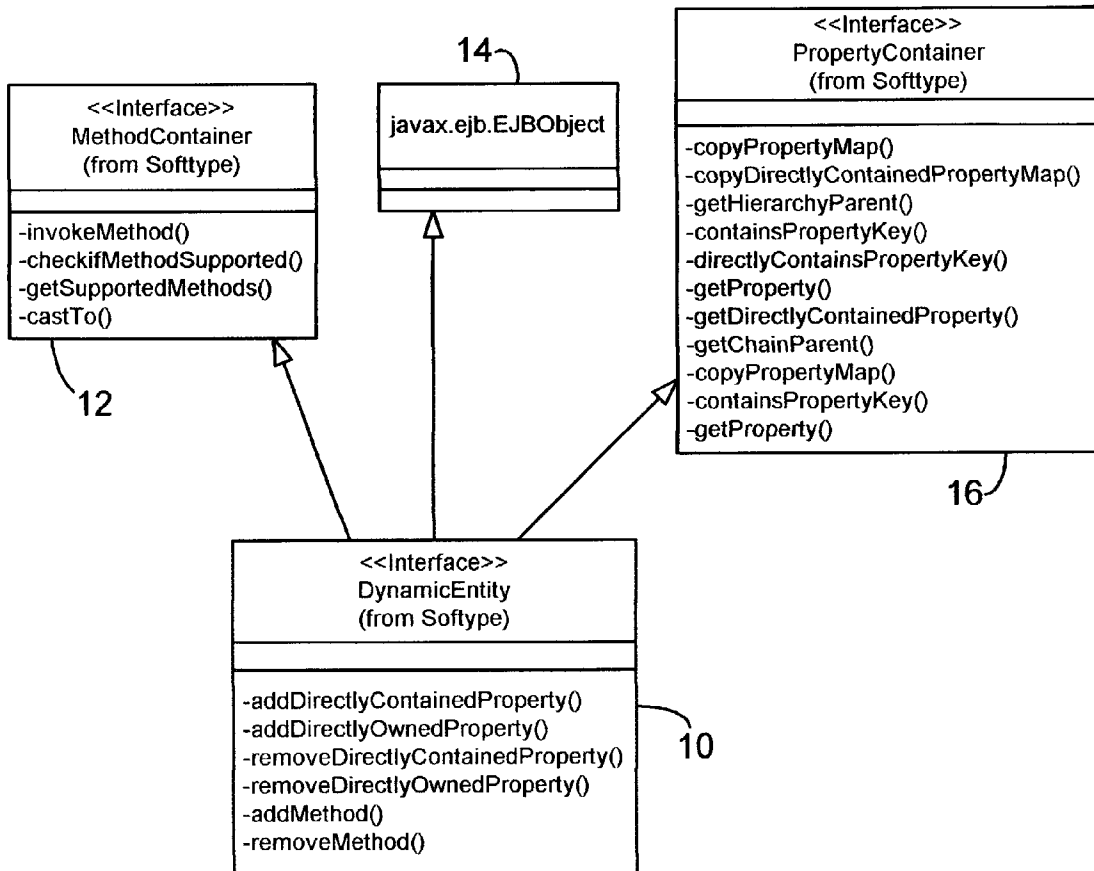 <<Interface>>
MethodContainer
(from Softtype)
-invokeMethod()
-checkifMethodSupported()
-getSupportedMethods()
-castTo()
12
14
javax.ejb.EJBObject
<<Interface>>
PropertyContainer
(from Softtype)
-copyPropertyMap()
-copyDirectlyContainedPropertyMap()
-getHierarchyParent()
-containsPropertyKey()
-directlyContainsPropertyKey()
-getProperty()
-getDirectlyContainedProperty()
-getChainParent()
-copyPropertyMap()
-containsPropertyKey()
-getProperty()
16
<<Interface>>
DynamicEntity
(from Softype)
-addDirectlyContainedProperty()
-addDirectlyOwnedProperty()
-removeDirectlyContainedProperty()
-removeDirectlyOwnedProperty()
-addMethod()
-removeMethod()
10